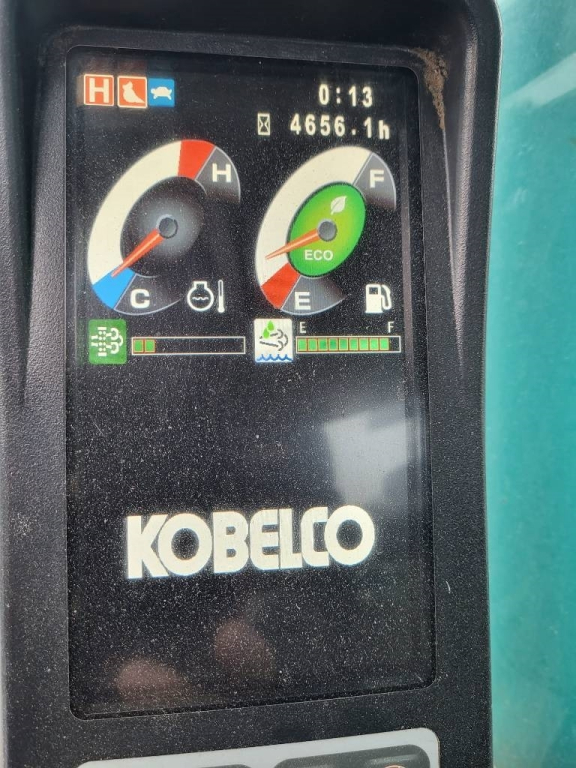 H 0:13
4656.1h
H F
ECO
C E
E F
KOBELCO